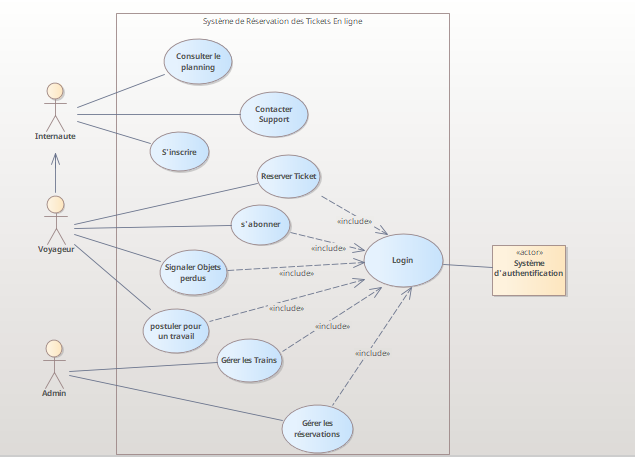 Système de Réservation des Tickets En ligne
Consulter le
planning
Internaute
Contacter
Support
S'inscrire
Reserver Ticket
Voyageur
s'abonner
«include»
«include»
Login
«actor»
Système
d'authentification
Signaler Objets
perdus
«include»
«include»
postuler pour
un travail
«include»
Gérer les Trains
«include»
Admin
Gérer les
réservations